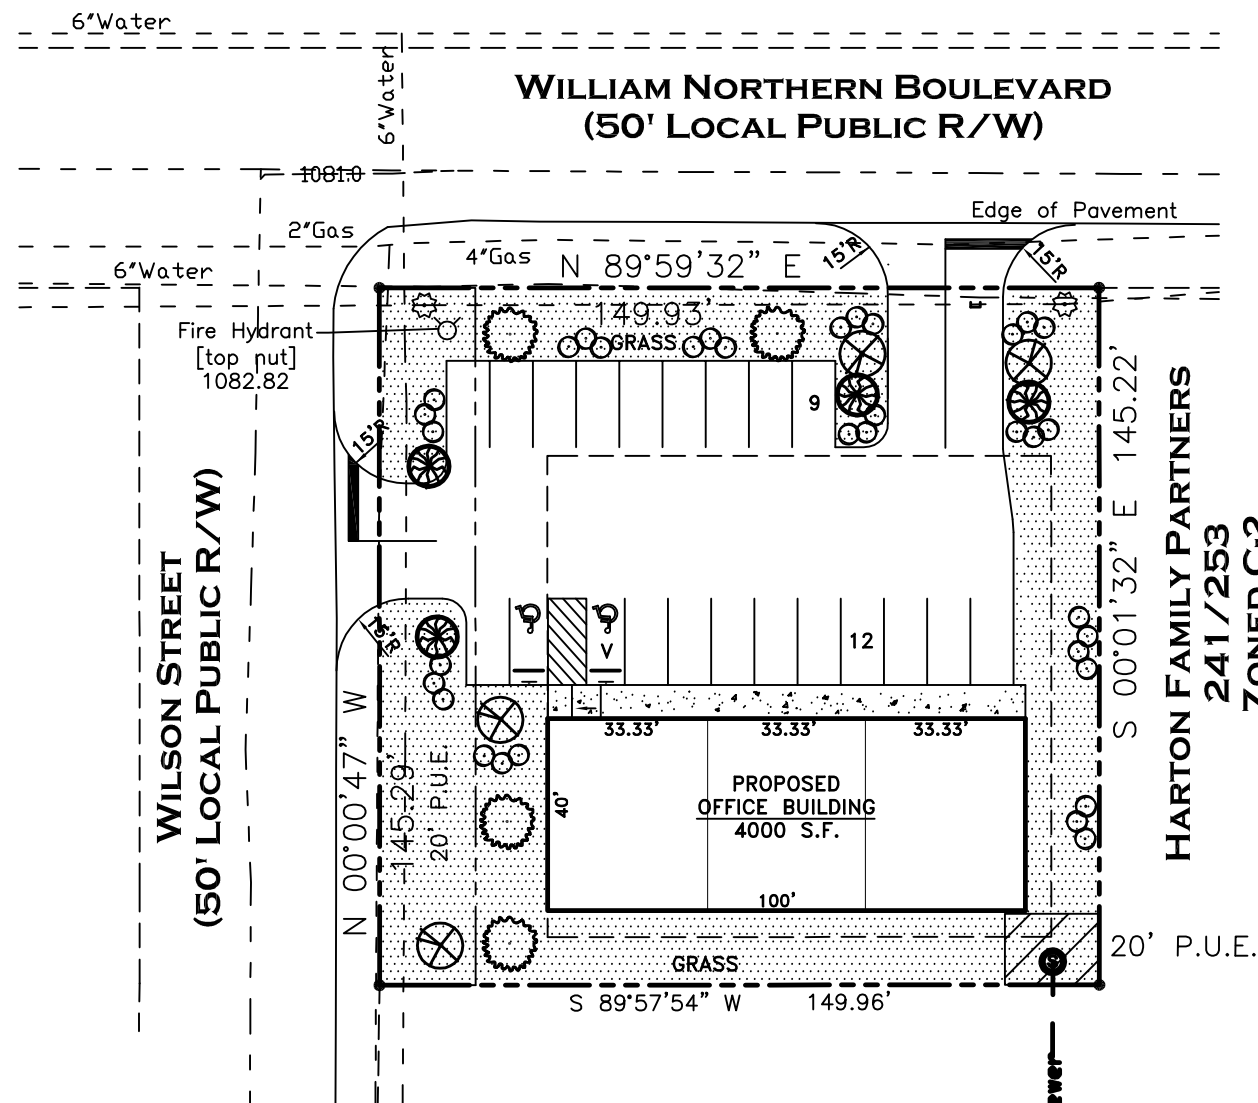 6"Water
6"Water
WILLIAM NORTHERN BOULEVARD
(50' LOCAL PUBLIC R/W)
1081.0
Edge of Pavement
2"Gas
4"Gas
N 89°59'32" E
15'R
15'R
6"Water
149.93'
Fire Hydrant
[top nut]
1082.82
GRASS
9
15'R
S 00°01'32" E 145.22'
HARTON FAMILY PARTNERS
241/253
ZONED C-2
WILSON STREET
(50' LOCAL PUBLIC R/W)
V
12
15'R
N 00°00'47" W
145.29'
20' P.U.E.
33.33'
33.33'
33.33'
40'
PROPOSED
OFFICE BUILDING
4000 S.F.
100'
GRASS
20' P.U.E.
S 89°57'54" W 149.96'